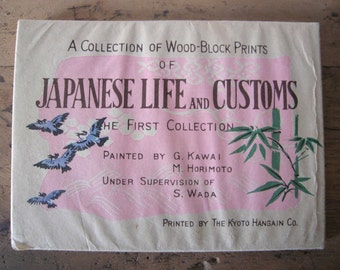 A COLLECTION OF WOOD-BLOCK PRINTS
OF
JAPANESE LIFE AND CUSTOMS
THE FIRST COLLECTION
PAINTED BY G. KAWAI
M. HORIMOTO
UNDER SUPERVISION OF
S. WADA
PRINTED BY THE KYOTO HANGAIN CO.